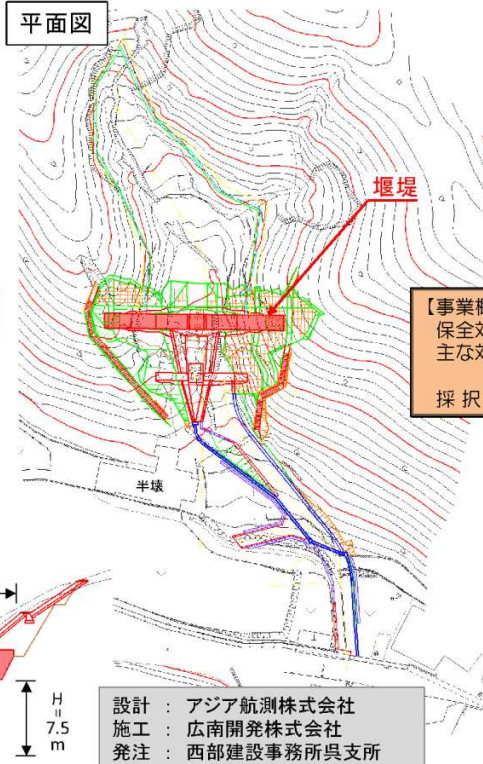 平面図
堰堤
【事業概
保全対
主な対
採 択
半壊
H
=
7.5
m
設計 ： アジア航測株式会社
施工 ： 広南開発株式会社
発注 ： 西部建設事務所呉支所